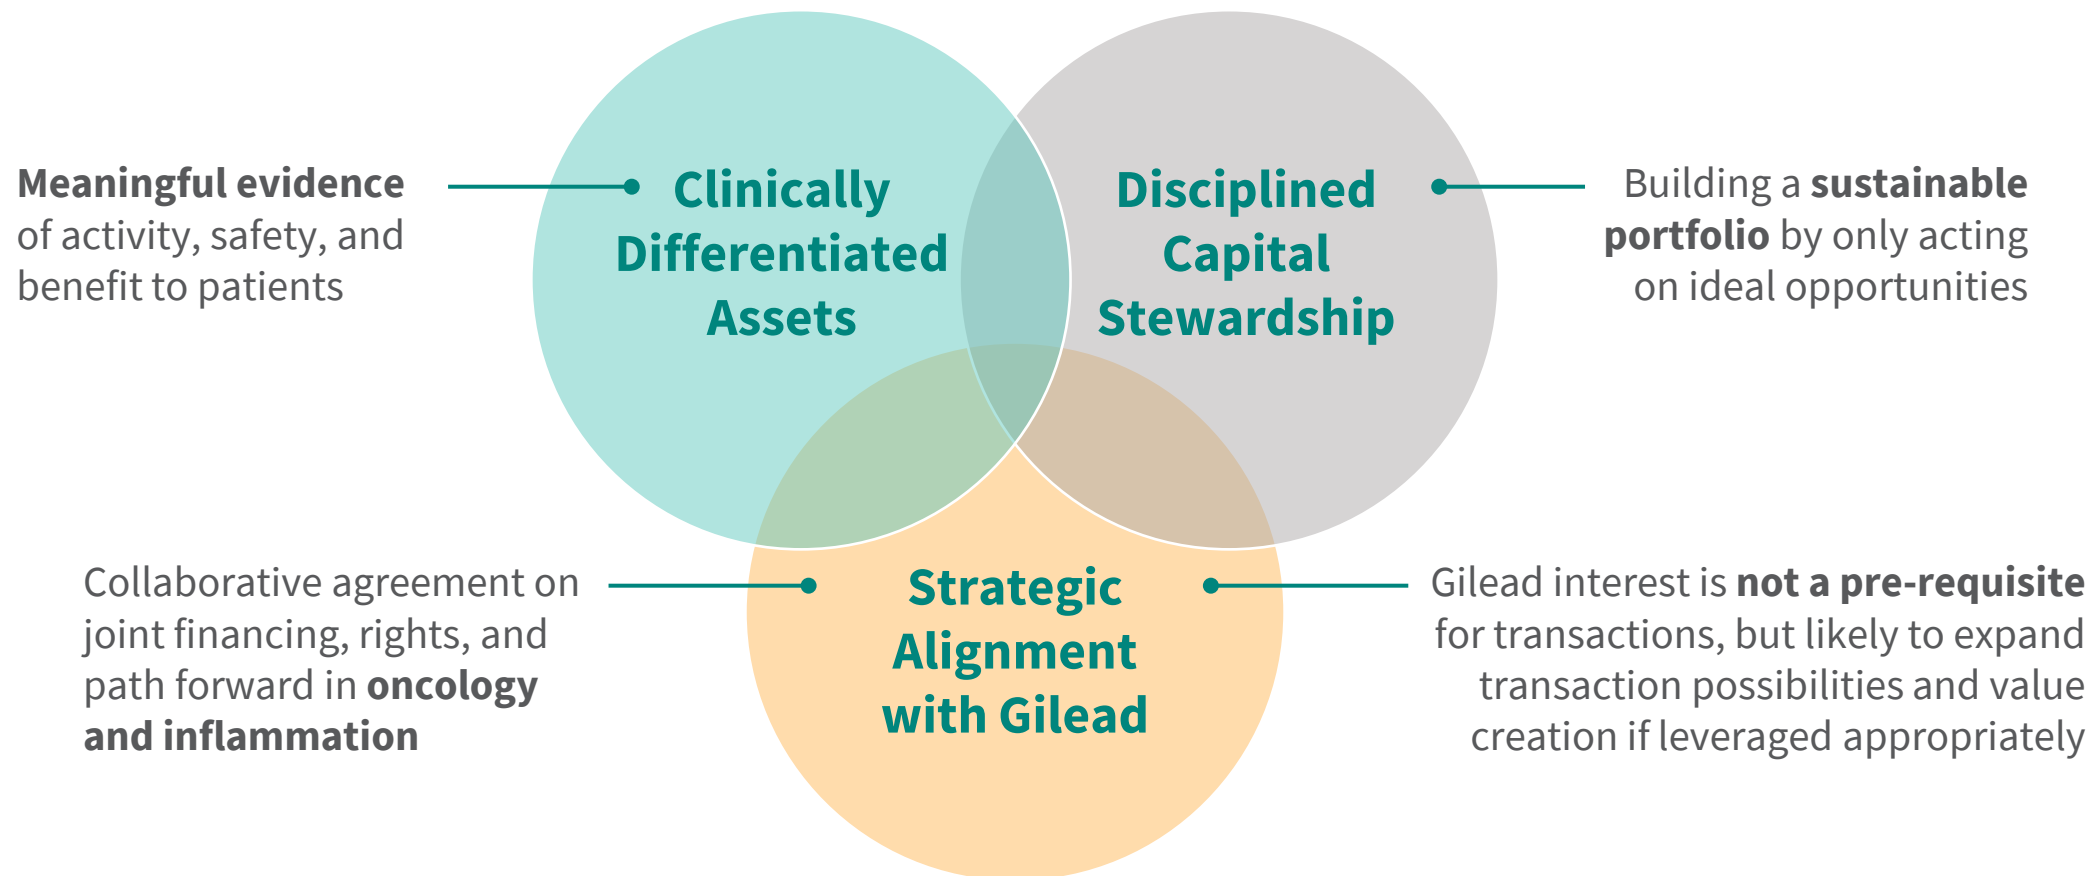 Meaningful evidence
of activity, safety, and
benefit to patients
Clinically
Differentiated
Assets
Disciplined
Capital
Stewardship
Building a sustainable
portfolio by only acting
on ideal opportunities
Collaborative agreement on
joint financing, rights, and
path forward in oncology
and inflammation
Strategic
Alignment
with Gilead
Gilead interest is not a pre-requisite
for transactions, but likely to expand
transaction possibilities and value
creation if leveraged appropriately